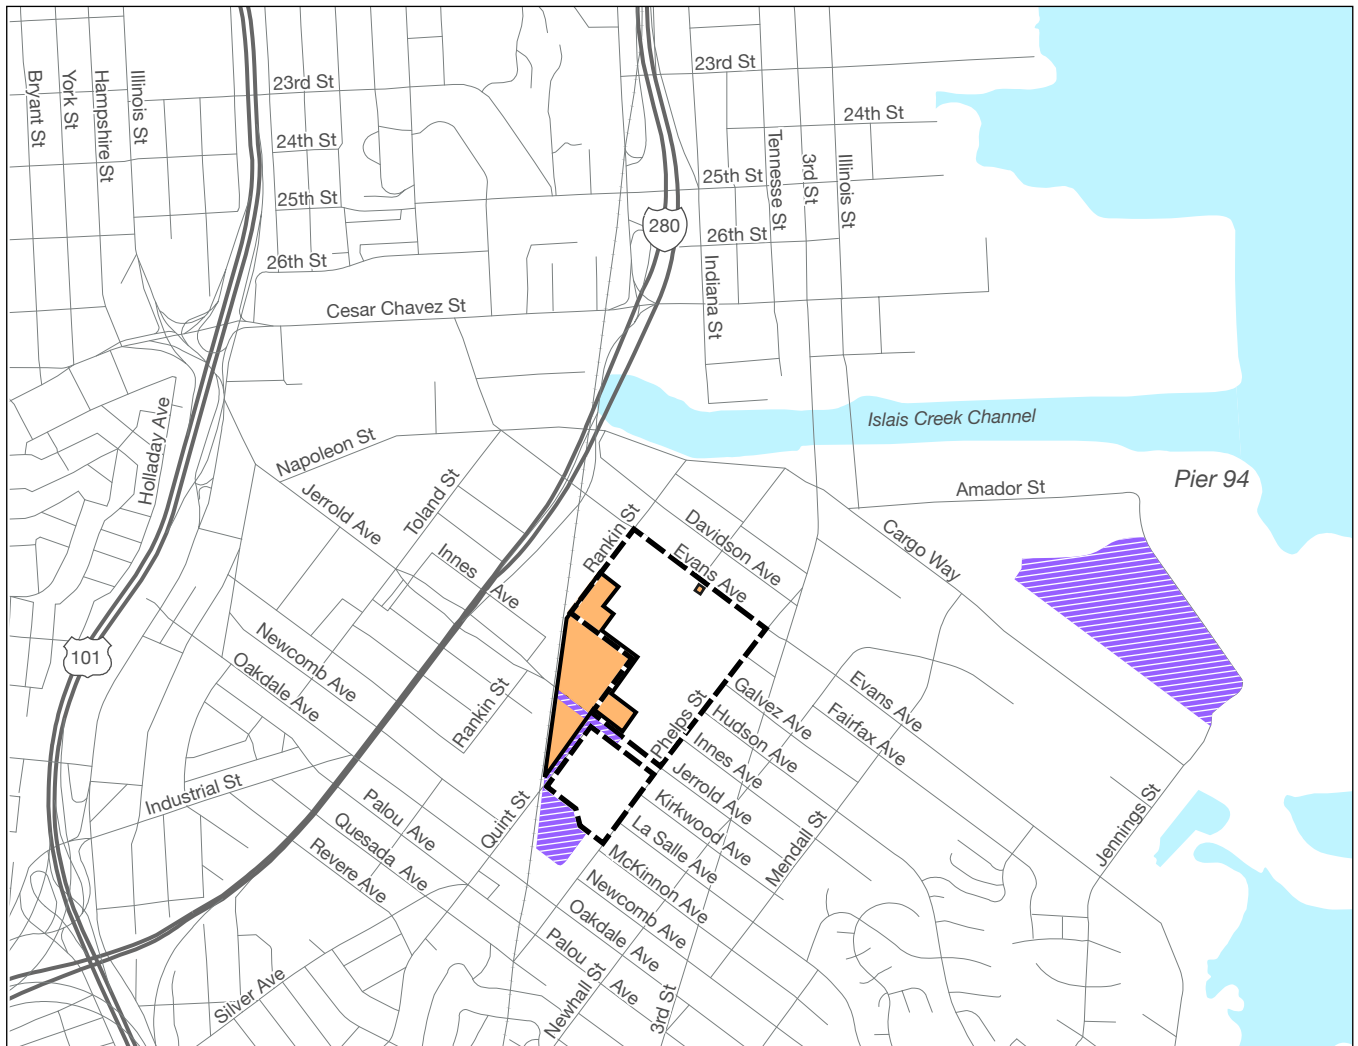 Bryant St
York St
Hampshire St
Illinois St
23rd St
24th St
25th St
26th St
Cesar Chavez St
280
23rd St
24th St
25th St
26th St
Tennesse St
3rd St
Illinois St
Indiana St
Islais Creek Channel
Pier 94
Amador St
Cargo Way
Holladay Ave
Napoleon St
Jerrold Ave
Toland St
Innes Ave
Rankin St
Davidson Ave
Evans Ave
101
Newcomb Ave
Oakdale Ave
Rankin St
Phelps St
Galvez Ave
Hudson Ave
Innes Ave
Jerrold Ave
Kirkwood Ave
La Salle Ave
McKinnon Ave
Newcomb Ave
Oakdale Ave
Palou Ave
Evans Ave
Fairfax Ave
Mendall St
Jennings St
Industrial St
Palou Ave
Quesada Ave
Revere Ave
Quint St
Silver Ave
Newhall St
3rd St